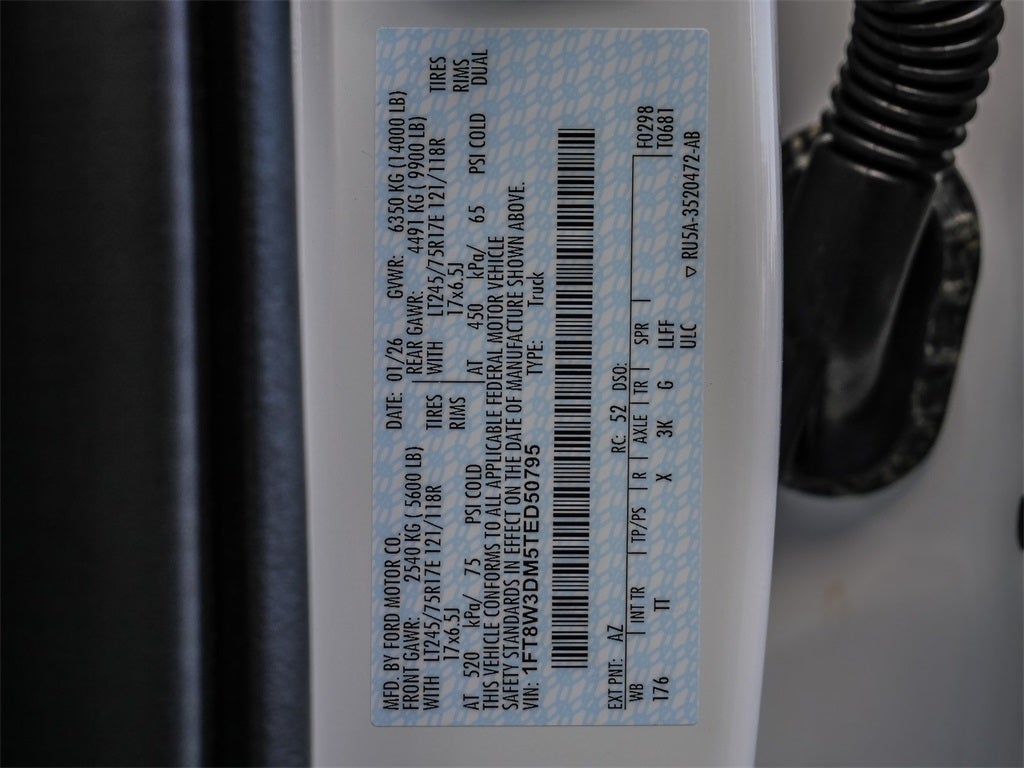 MFD. BY FORD MOTOR CO. DATE: 01/26 GVWR: 6350 KG (14000 LB)
FRONT GAWR: 2540 KG ( 5600 LB) REAR GAWR: 4491 KG ( 9900 LB)
WITH LT245/75R17E 121/118R TIRES WITH LT245/75R17E 121/118R TIRES
17x6.5J RIMS 17x6.5J RIMS
AT 520 kPa/ 75 PSI COLD AT 450 kPa/ 65 PSI COLD DUAL
THIS VEHICLE CONFORMS TO ALL APPLICABLE FEDERAL MOTOR VEHICLE
SAFETY STANDARDS IN EFFECT ON THE DATE OF MANUFACTURE SHOWN ABOVE.
VIN: 1FT8W3DM5TED50795 TYPE: Truck
EXT PNT: AZ RC: 52 DSO: F0298
WB INT TR TP/PS R AXLE TR SPR T0681
176 TT X 3K G LLFF
ULC ▽ RU5A-3520472-AB